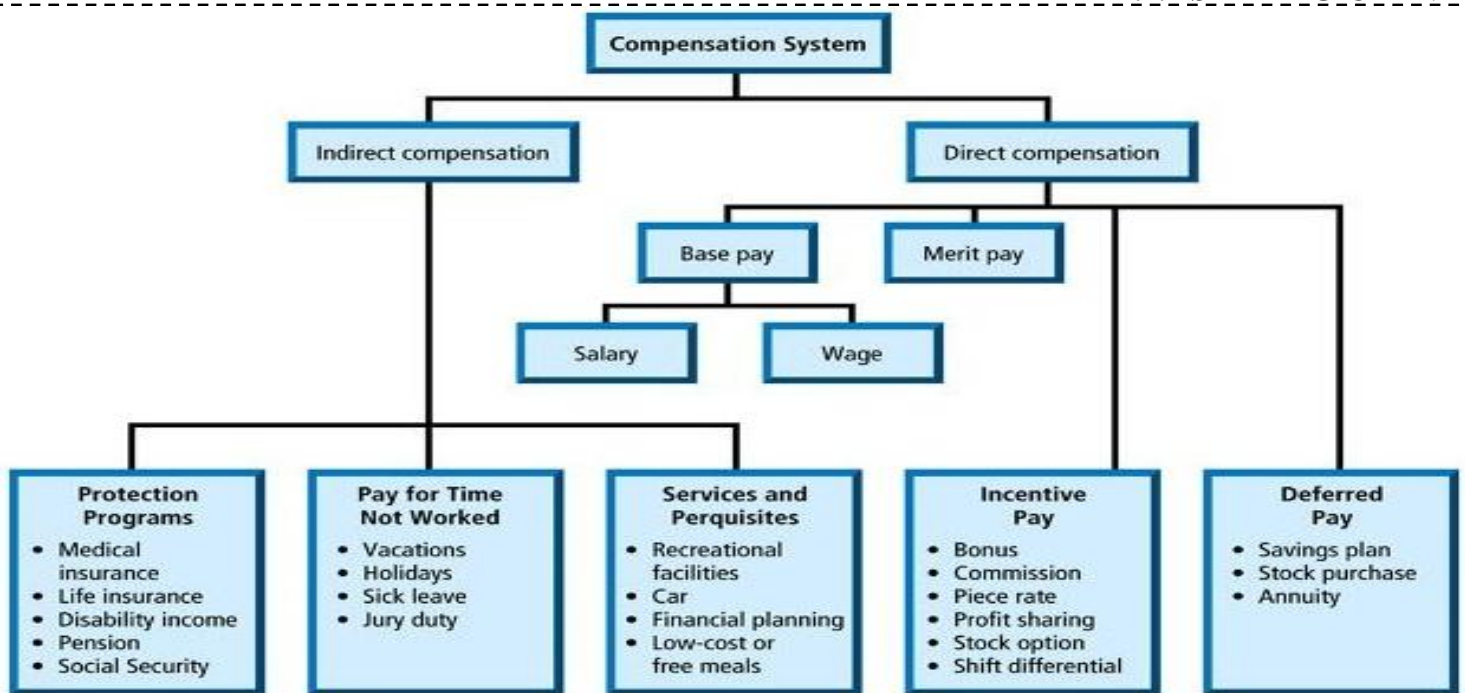 Compensation System
Indirect compensation
Direct compensation
Base pay
Merit pay
Salary
Wage
Protection
Programs
• Medical
insurance
• Life insurance
• Disability income
• Pension
• Social Security
Pay for Time
Not Worked
• Vacations
• Holidays
• Sick leave
• Jury duty
Services and
Perquisites
• Recreational
facilities
• Car
• Financial planning
• Low-cost or
free meals
Incentive
Pay
• Bonus
• Commission
• Piece rate
• Profit sharing
• Stock option
• Shift differential
Deferred
Pay
• Savings plan
• Stock purchase
• Annuity